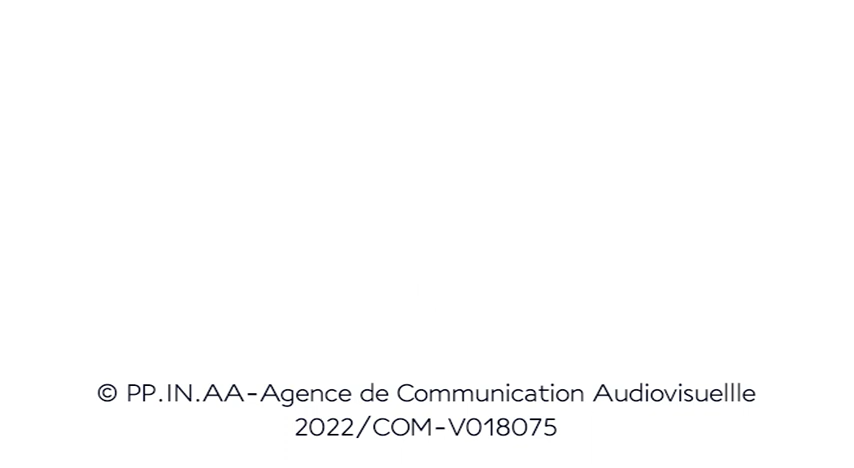 © PP.IN.AA-Agence de Communication Audiovisuellle
2022/COM-V018075